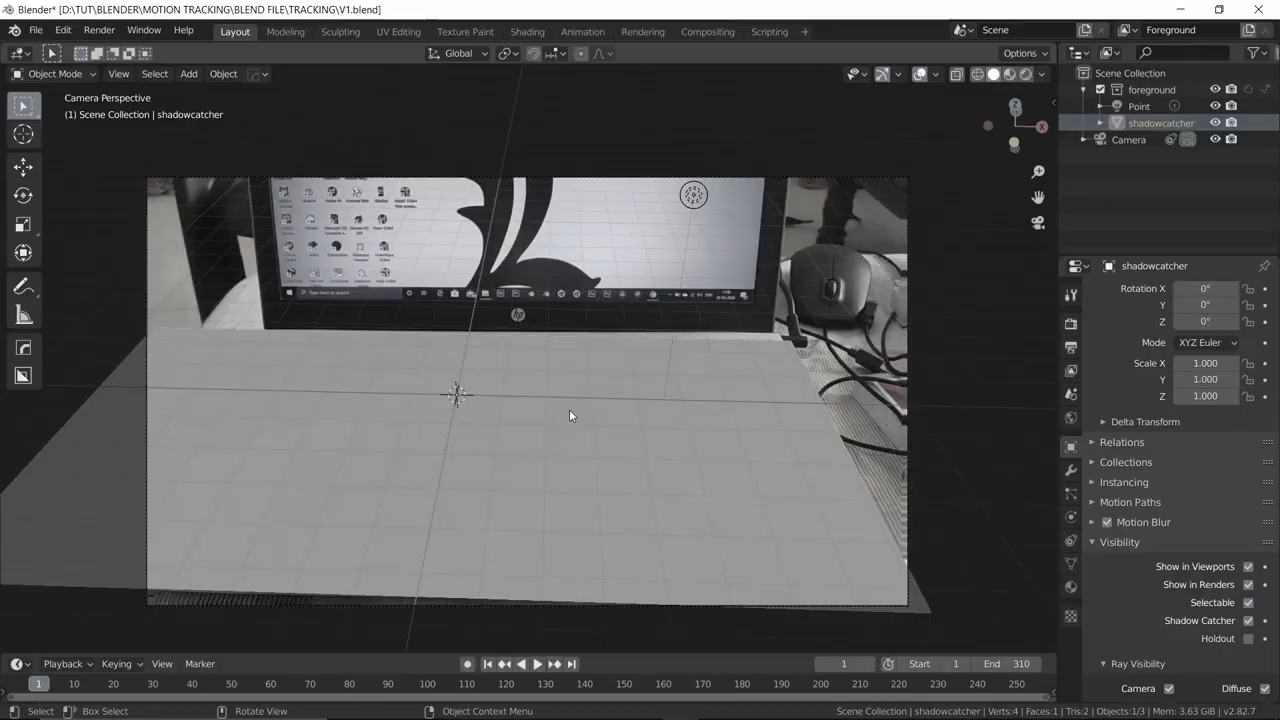 Blender* [D:\TUT\BLENDER\MOTION TRACKING\BLEND FILE\TRACKING\V1.blend]
File Edit Render Window Help Layout Modeling Sculpting UV Editing Texture Paint Shading Animation Rendering Compositing Scripting Scene Foreground
Global Options
Object Mode View Select Add Object
Camera Perspective
(1) Scene Collection | shadowcatcher
Z
X
hp
Type here to search
Scene Collection
foreground
Point
shadowcatcher
Camera
shadowcatcher
Rotation X 0°
Y 0°
Z 0°
Mode XYZ Euler
Scale X 1.000
Y 1.000
Z 1.000
Delta Transform
Relations
Collections
Instancing
Motion Paths
Motion Blur
Visibility
Show in Viewports
Show in Renders
Selectable
Shadow Catcher
Holdout
Ray Visibility
Camera Diffuse
Playback Keying View Marker 1 Start 1 End 310
1 10 20 30 40 50 60 70 80 90 100 110 120 130 140 150 160 170 180 190 200 210 220 230 240 250
Select Box Select Rotate View Object Context Menu Scene Collection | shadowcatcher | Verts:4 | Faces:1 | Tris:2 | Objects:1/3 | Mem: 3.63 GiB | v2.82.7